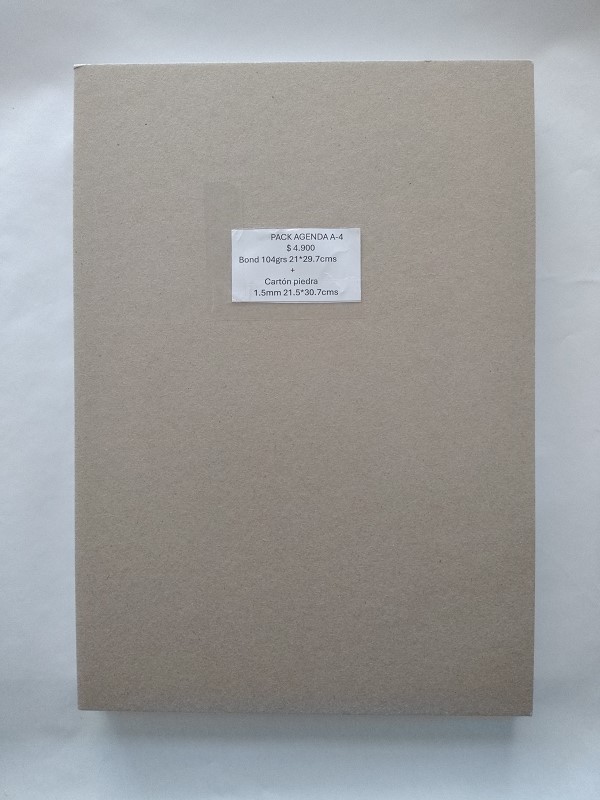 PACK AGENDA A-4
$ 4.900
Bond 104grs 21*29.7cms
+
Cartón piedra
1.5mm 21.5*30.7cms